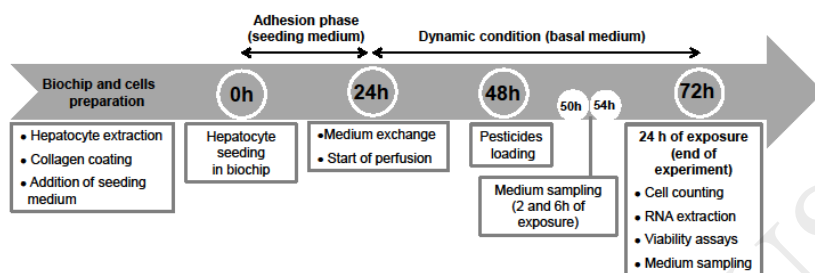 Adhesion phase
(seeding medium)
Dynamic condition (basal medium)
Biochip and cells
preparation
0h
24h
48h
50h
54h
72h
• Hepatocyte extraction
• Collagen coating
• Addition of seeding
medium
Hepatocyte
seeding
in biochip
•Medium exchange
• Start of perfusion
Pesticides
loading
Medium sampling
(2 and 6h of
exposure)
24 h of exposure
(end of
experiment)
• Cell counting
• RNA extraction
• Viability assays
• Medium sampling